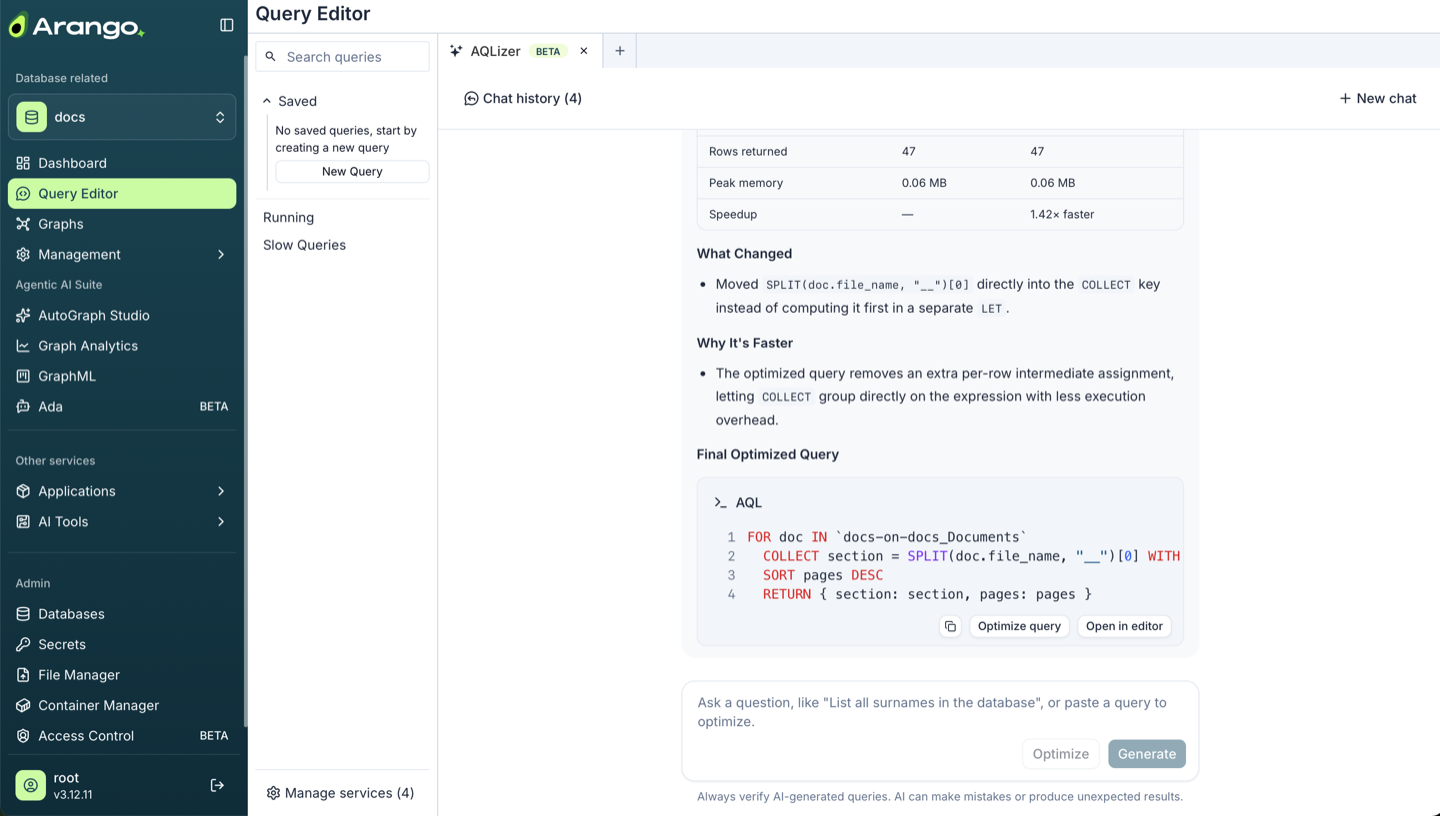 Arango
Query Editor
Database related
docs
Dashboard
Query Editor
Graphs
Management
Agentic AI Suite
AutoGraph Studio
Graph Analytics
GraphML
Ada BETA
Other services
Applications
AI Tools
Admin
Databases
Secrets
File Manager
Container Manager
Access Control BETA
root
v3.12.11
Search queries
Saved
No saved queries, start by
creating a new query
New Query
Running
Slow Queries
Manage services (4)
AQLizer BETA
Chat history (4)
+ New chat
Rows returned 47 47
Peak memory 0.06 MB 0.06 MB
Speedup — 1.42× faster
What Changed
• Moved SPLIT(doc.file_name, "__")[0] directly into the COLLECT key
instead of computing it first in a separate LET .
Why It's Faster
• The optimized query removes an extra per-row intermediate assignment,
letting COLLECT group directly on the expression with less execution
overhead.
Final Optimized Query
>_ AQL
1 FOR doc IN `docs-on-docs_Documents`
2 COLLECT section = SPLIT(doc.file_name, "__")[0] WITH
3 SORT pages DESC
4 RETURN { section: section, pages: pages }
Optimize query
Open in editor
Ask a question, like "List all surnames in the database", or paste a query to
optimize.
Optimize
Generate
Always verify AI-generated queries. AI can make mistakes or produce unexpected results.